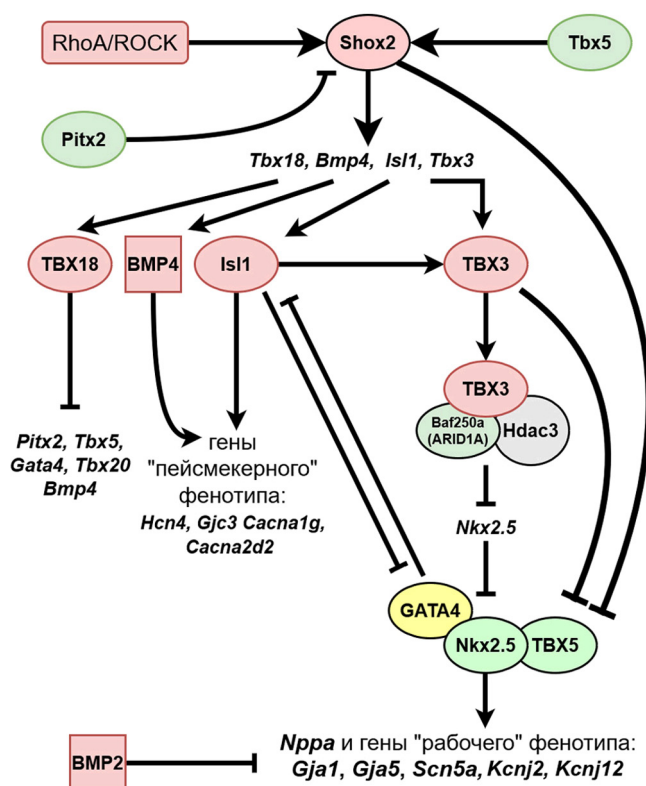 RhoA/ROCK
Shox2
Tbx5
Pitx2
Tbx18, Bmp4, Isl1, Tbx3
TBX18
BMP4
Isl1
TBX3
TBX3
Baf250a
(ARID1A)
Hdac3
Pitx2, Tbx5,
Gata4, Tbx20
Bmp4
гены
"пейсмекерного"
фенотипа:
Hcn4, Gjc3 Cacna1g,
Cacna2d2
Nkx2.5
GATA4
Nkx2.5
TBX5
BMP2
Nppa и гены "рабочего" фенотипа:
Gja1, Gja5, Scn5a, Kcnj2, Kcnj12